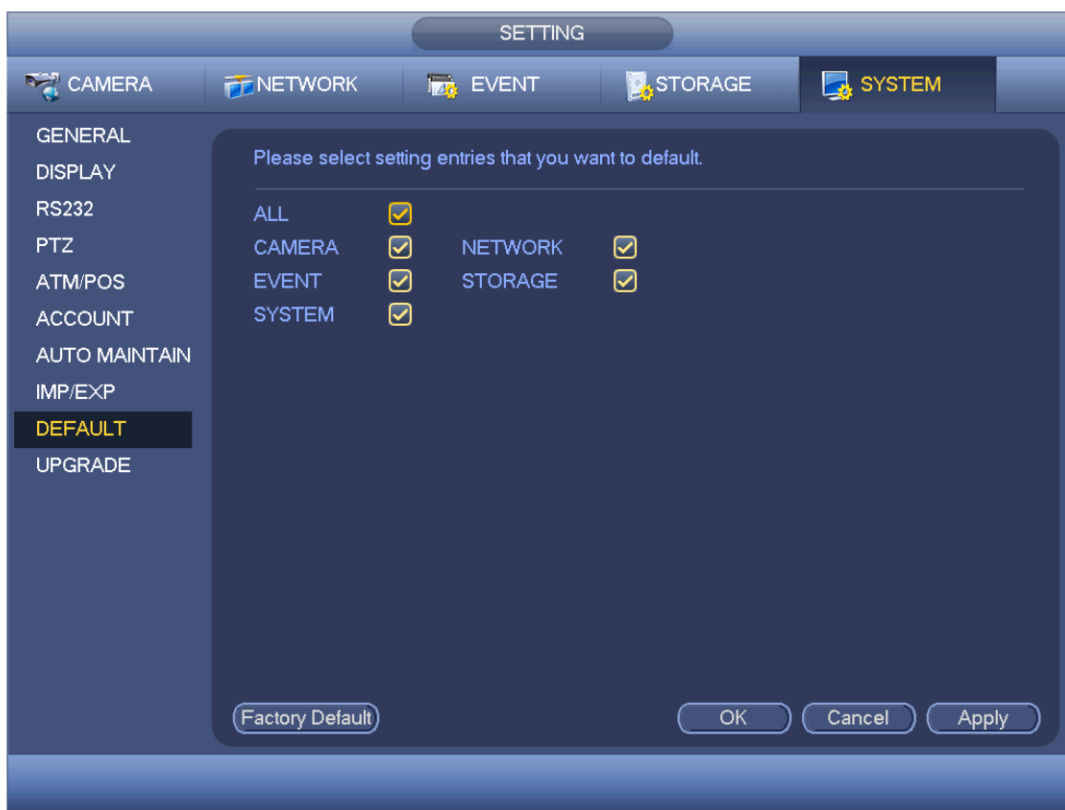 SETTING
CAMERA NETWORK EVENT STORAGE SYSTEM
GENERAL
DISPLAY
RS232
PTZ
ATM/POS
ACCOUNT
AUTO MAINTAIN
IMP/EXP
DEFAULT
UPGRADE
Please select setting entries that you want to default.
ALL
CAMERA NETWORK
EVENT STORAGE
SYSTEM
Factory Default OK Cancel Apply